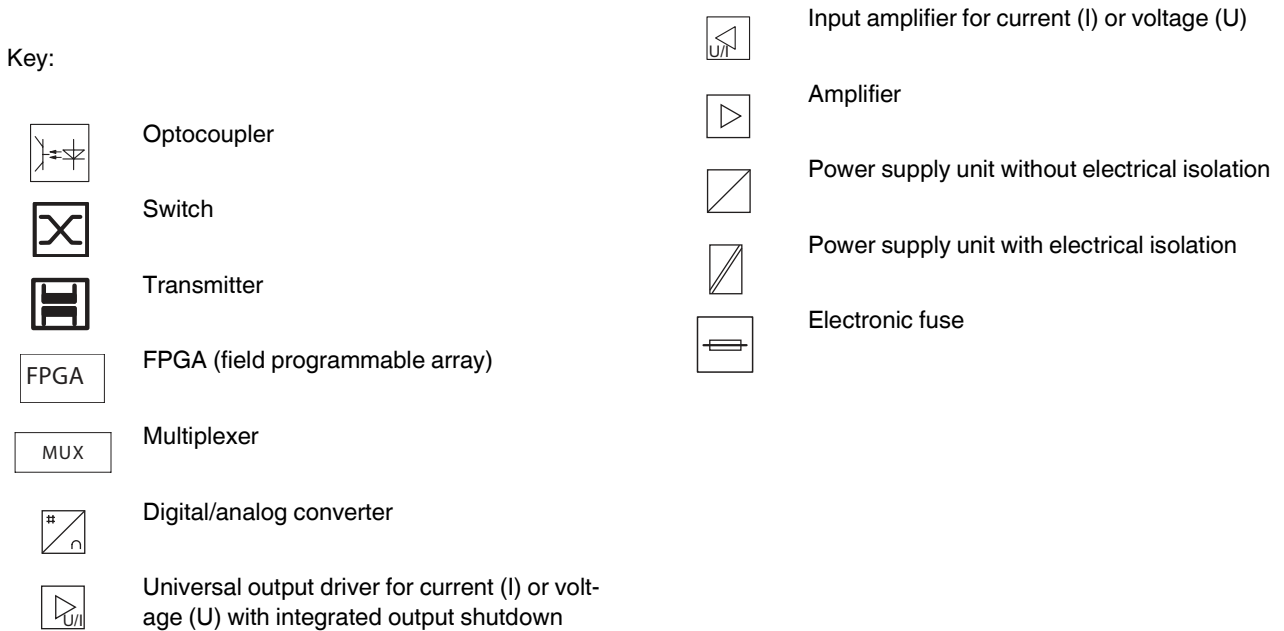 Key:
Optocoupler
Switch
Transmitter
FPGA
FPGA (field programmable array)
MUX
Multiplexer
#
∩
Digital/analog converter
U/I
Universal output driver for current (I) or volt-
age (U) with integrated output shutdown
U/I
Input amplifier for current (I) or voltage (U)
Amplifier
Power supply unit without electrical isolation
Power supply unit with electrical isolation
Electronic fuse